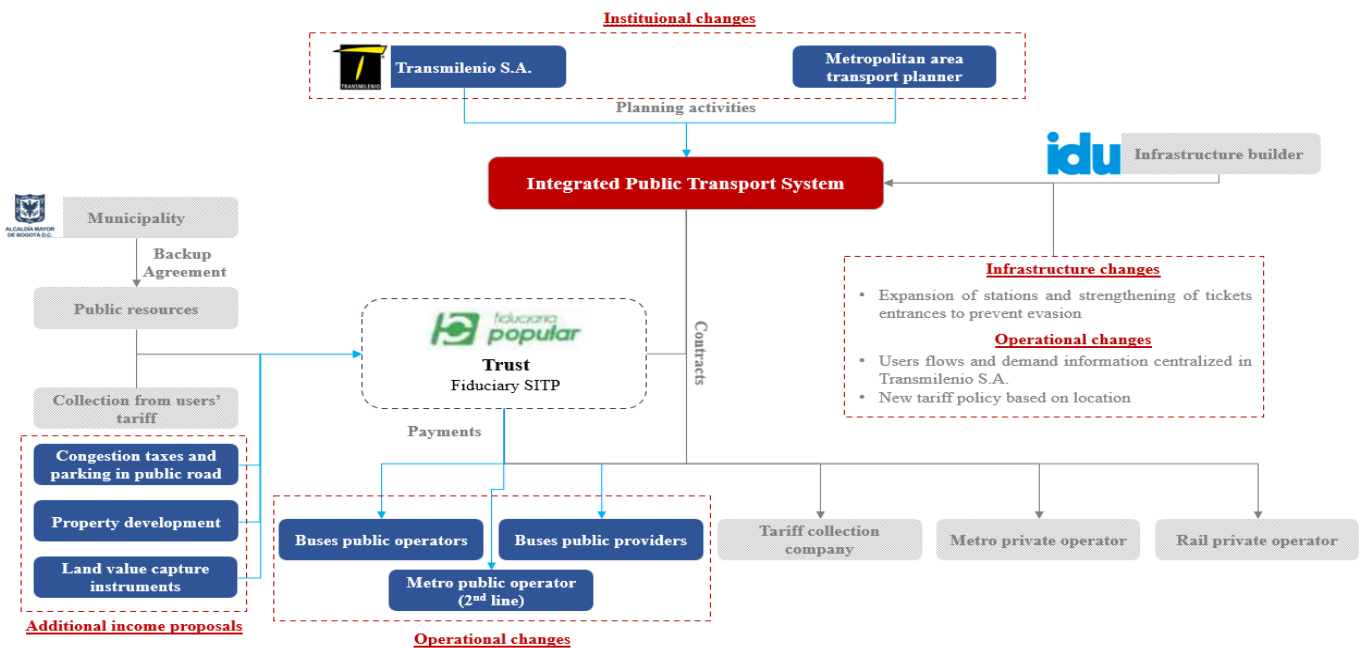 Instituional changes
TRANSMILENIO
Transmilenio S.A.
Metropolitan area
transport planner
Planning activities
idu
Infrastructure builder
Integrated Public Transport System
ALCALDÍA MAYOR
DE BOGOTÁ D.C.
Municipality
Backup
Agreement
Public resources
Infrastructure changes
• Expansion of stations and strengthening of tickets
entrances to prevent evasion
Operational changes
• Users flows and demand information centralized in
Transmilenio S.A.
• New tariff policy based on location
fiduciaria
popular
Trust
Fiduciary SITP
Contracts
Collection from users’
tariff
Payments
Congestion taxes and
parking in public road
Property development
Land value capture
instruments
Additional income proposals
Buses public operators
Buses public providers
Metro public operator
(2nd line)
Operational changes
Tariff collection
company
Metro private operator
Rail private operator